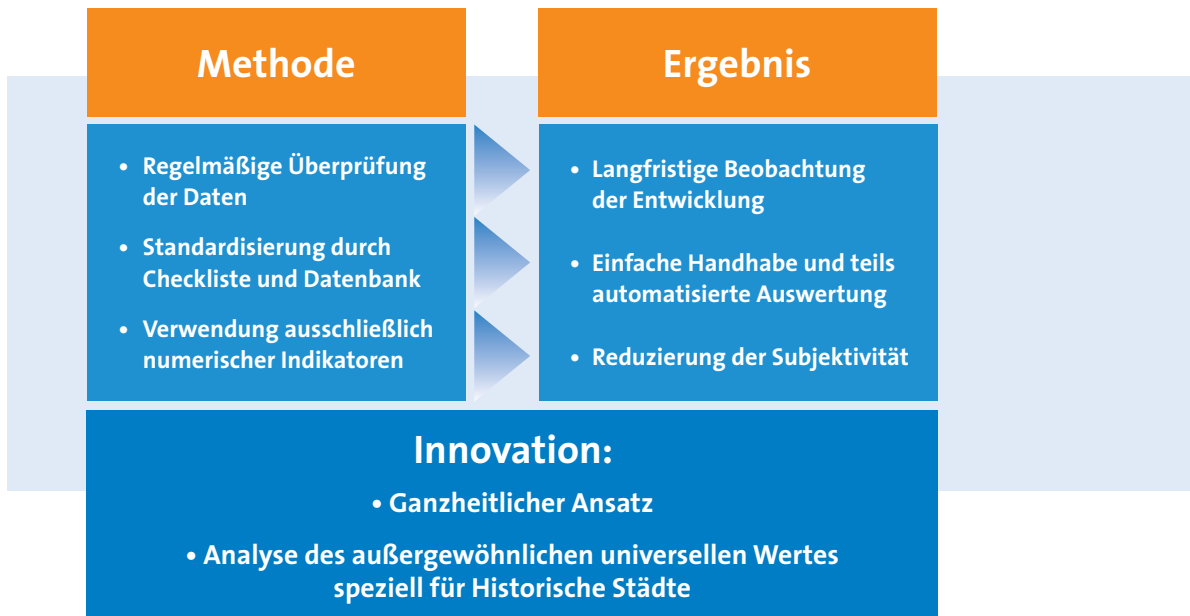 Methode
• Regelmäßige Überprüfung
der Daten
• Standardisierung durch
Checkliste und Datenbank
• Verwendung ausschließlich
numerischer Indikatoren
Ergebnis
• Langfristige Beobachtung
der Entwicklung
• Einfache Handhabe und teils
automatisierte Auswertung
• Reduzierung der Subjektivität
Innovation:
• Ganzheitlicher Ansatz
• Analyse des außergewöhnlichen universellen Wertes
speziell für Historische Städte